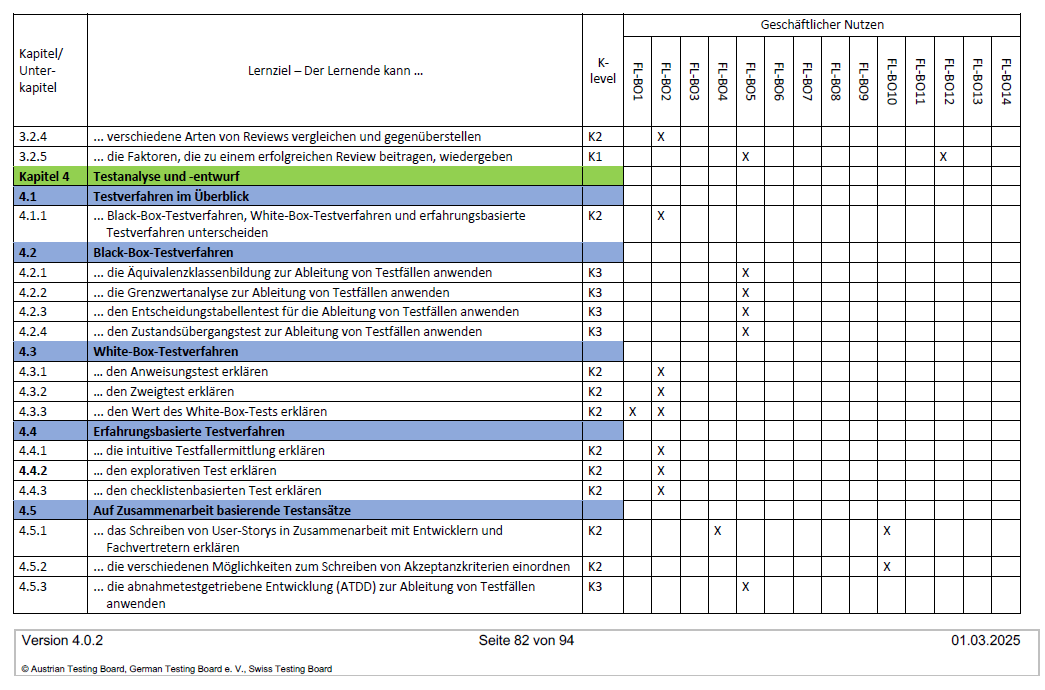 Geschäftlicher Nutzen
Kapitel/
Unter-
kapitel
Lernziel – Der Lernende kann ...
K-
level
FL-BO1 FL-BO2 FL-BO3 FL-BO4 FL-BO5 FL-BO6 FL-BO7 FL-BO8 FL-BO9 FL-BO10 FL-BO11 FL-BO12 FL-BO13 FL-BO14
3.2.4 ... verschiedene Arten von Reviews vergleichen und gegenüberstellen K2 X
3.2.5 ... die Faktoren, die zu einem erfolgreichen Review beitragen, wiedergeben K1 X X
Kapitel 4 Testanalyse und -entwurf
4.1 Testverfahren im Überblick
4.1.1 ... Black-Box-Testverfahren, White-Box-Testverfahren und erfahrungsbasierte K2 X
Testverfahren unterscheiden
4.2 Black-Box-Testverfahren
4.2.1 ... die Äquivalenzklassenbildung zur Ableitung von Testfällen anwenden K3 X
4.2.2 ... die Grenzwertanalyse zur Ableitung von Testfällen anwenden K3 X
4.2.3 ... den Entscheidungstabellentest für die Ableitung von Testfällen anwenden K3 X
4.2.4 ... den Zustandsübergangstest zur Ableitung von Testfällen anwenden K3 X
4.3 White-Box-Testverfahren
4.3.1 ... den Anweisungstest erklären K2 X
4.3.2 ... den Zweigtest erklären K2 X
4.3.3 ... den Wert des White-Box-Tests erklären K2 X X
4.4 Erfahrungsbasierte Testverfahren
4.4.1 ... die intuitive Testfallermittlung erklären K2 X
4.4.2 ... den explorativen Test erklären K2 X
4.4.3 ... den checklistenbasierten Test erklären K2 X
4.5 Auf Zusammenarbeit basierende Testansätze
4.5.1 ... das Schreiben von User-Storys in Zusammenarbeit mit Entwicklern und K2 X X
Fachvertretern erklären
4.5.2 ... die verschiedenen Möglichkeiten zum Schreiben von Akzeptanzkriterien einordnen K2 X
4.5.3 ... die abnahmetestgetriebene Entwicklung (ATDD) zur Ableitung von Testfällen K3 X
anwenden
Version 4.0.2 Seite 82 von 94 01.03.2025
© Austrian Testing Board, German Testing Board e. V., Swiss Testing Board